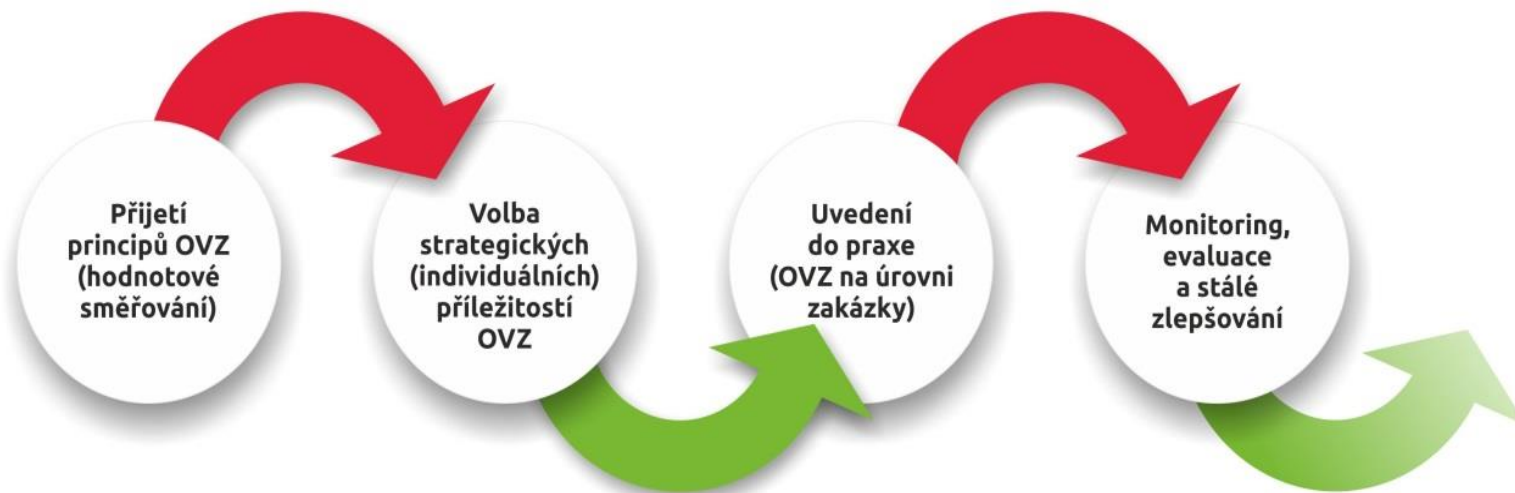 Přijetí
principů OVZ
(hodnotové
směřování)
Volba
strategických
(individuálních)
příležitostí
OVZ
Uvedení
do praxe
(OVZ na úrovni
zakázky)
Monitoring,
evaluace
a stálé
zlepšování